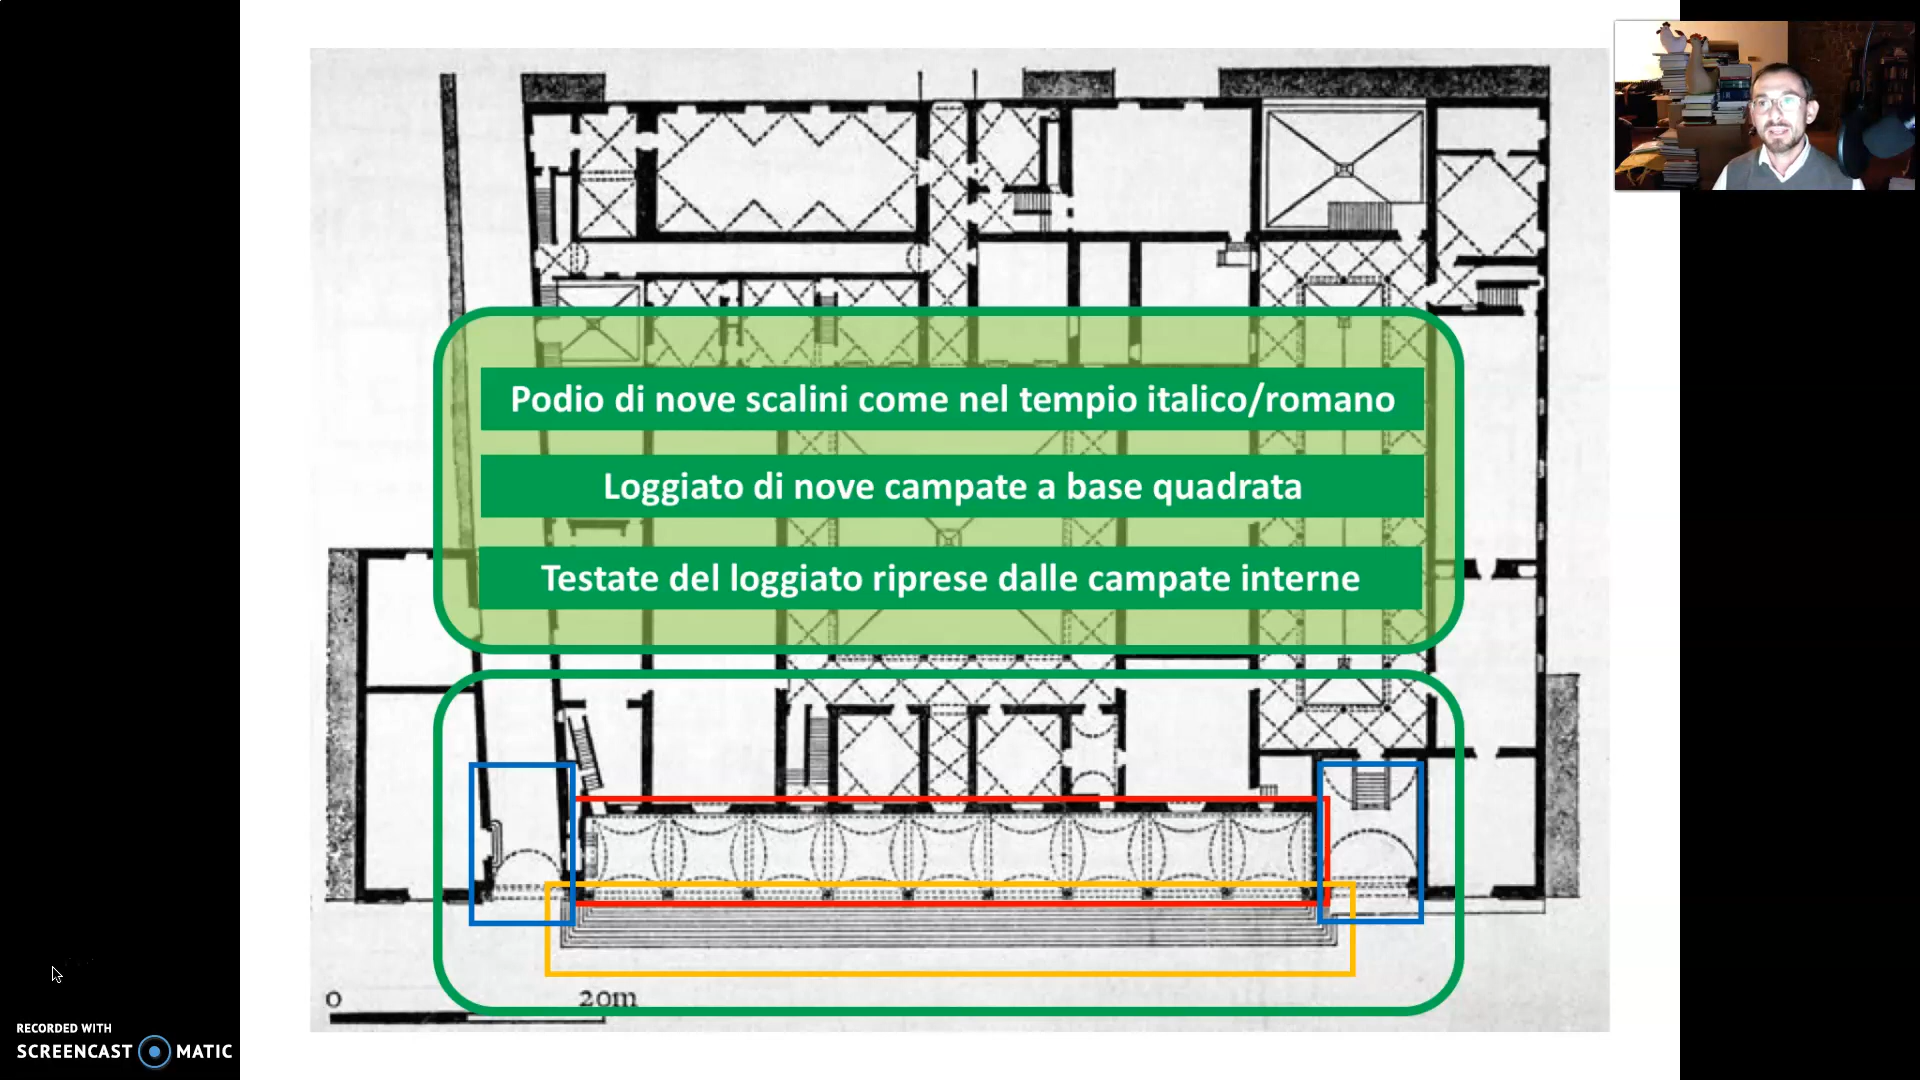 Podio di nove scalini come nel tempio italico/romano
Loggiato di nove campate a base quadrata
Testate del loggiato riprese dalle campate interne
0 20m
RECORDED WITH
SCREENCAST MATIC